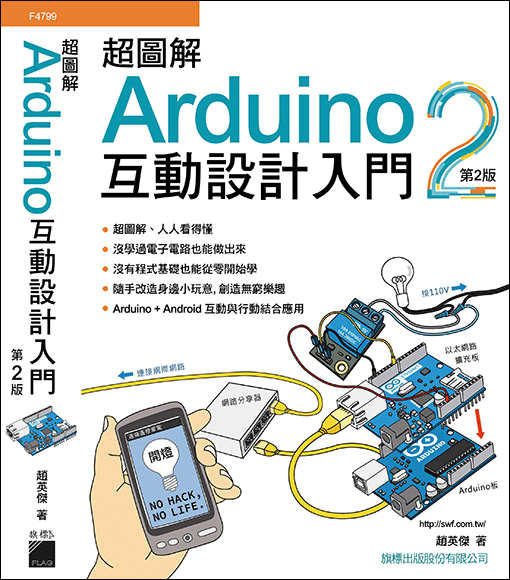 F4799
超圖解
Arduino
互動設計入門
第2版
趙英傑 著
旗標
FLAG
超圖解
Arduino
互動設計入門
2
第2版
超圖解、人人看得懂
沒學過電子電路也能做出來
沒有程式基礎也能從零開始學
隨手改造身邊小玩意,創造無窮樂趣
Arduino + Android 互動與行動結合應用
接110V
連接網際網路
網路分享器
以太網路
擴充板
遠端遙控家電
開燈
NO HACK,
NO LIFE.
ARDUINO
Arduino板
http://swf.com.tw/
趙英傑 著
旗標出版股份有限公司